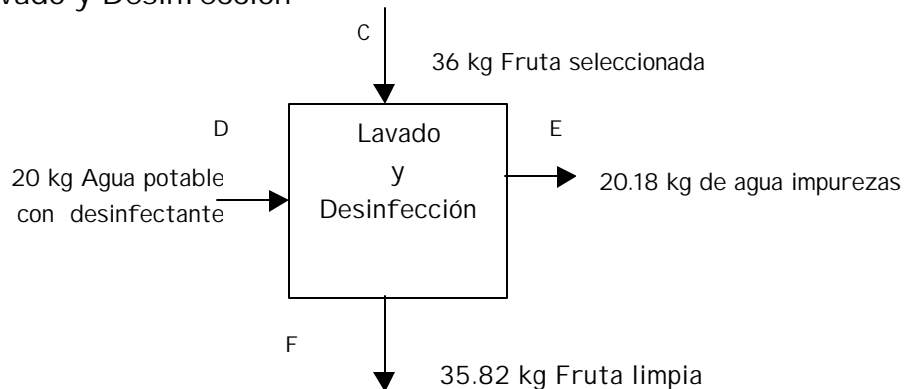 y Desinfección
C
36 kg Fruta seleccionada
D
Lavado
E
y
20 kg Agua potable
20.18 kg de agua impurezas
con desinfectante
Desinfección
F
35.82 kg Fruta limpia